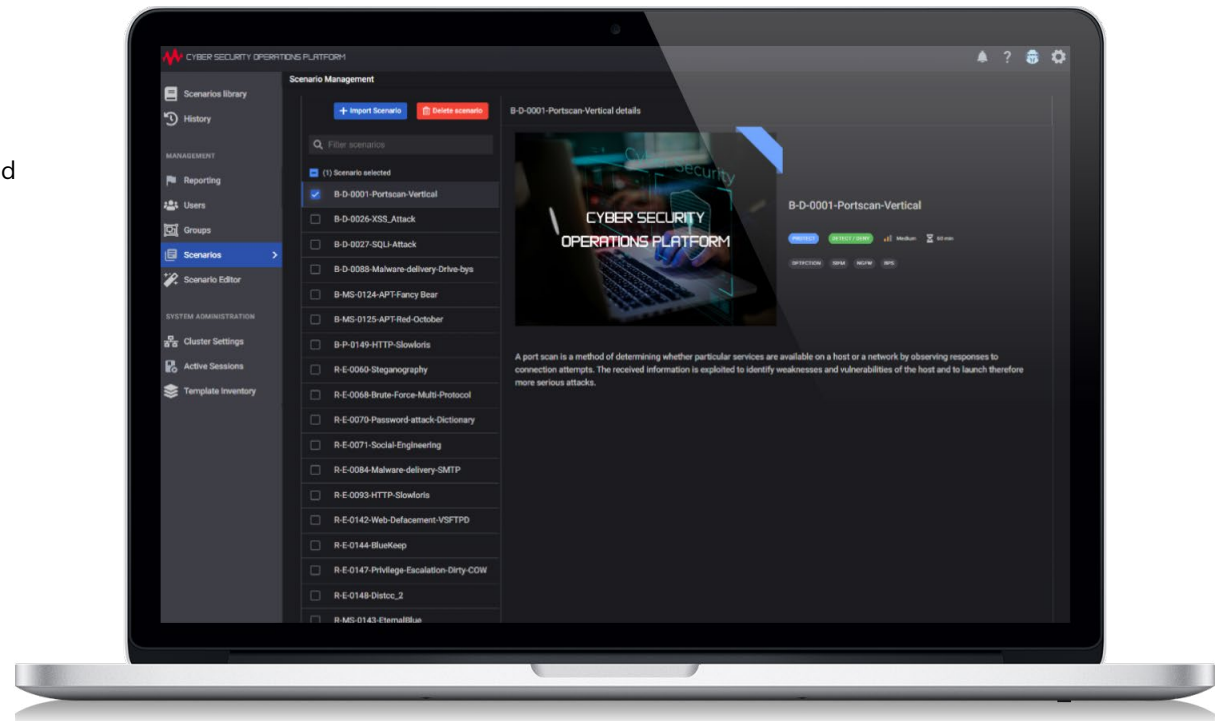 d
CYBER SECURITY OPERATIONS PLATFORM
?
Scenarios library
History
MANAGEMENT
Reporting
Users
Groups
Scenarios
Scenario Editor
SYSTEM ADMINISTRATION
Cluster Settings
Active Sessions
Template Inventory
Scenario Management
+ Import Scenario
Delete scenario
Filter scenarios
(1) Scenario selected
B-D-0001-Portscan-Vertical
B-D-0026-XSS_Attack
B-D-0027-SQLi-Attack
B-D-0088-Malware-delivery-Drive-bys
B-MS-0124-APT-Fancy Bear
B-MS-0125-APT-Red-October
B-P-0149-HTTP-Slowloris
R-E-0060-Steganography
R-E-0068-Brute-Force-Multi-Protocol
R-E-0070-Password-attack-Dictionary
R-E-0071-Social-Engineering
R-E-0084-Malware-delivery-SMTP
R-E-0093-HTTP-Slowloris
R-E-0142-Web-Defacement-VSFTPD
R-E-0144-BlueKeep
R-E-0147-Privilege-Escalation-Dirty-COW
R-E-0148-Distcc_2
R-MS-0143-EternalBlue
B-D-0001-Portscan-Vertical details
Cyber Security
CYBER SECURITY
OPERATIONS PLATFORM
B-D-0001-Portscan-Vertical
PROTECT DETECT / DENY Medium 60 min
SIEM NGFW IPS
A port scan is a method of determining whether particular services are available on a host or a network by observing responses to
connection attempts. The received information is exploited to identify weaknesses and vulnerabilities of the host and to launch therefore
more serious attacks.